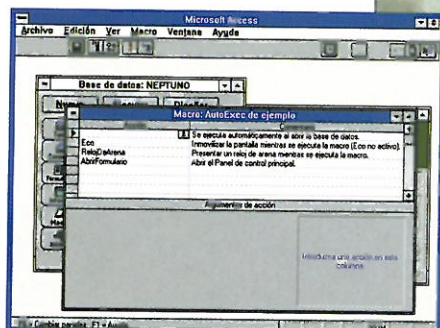 Microsoft Access
Archivo Edición Ver Macro Ventana Ayuda
Base de datos: NEPTUNO
Macro: AutoExec de ejemplo
Se ejecuta automáticamente al abrir la base de datos.
Eco Inmovilizar la pantalla mientras se ejecuta la macro (Eco no activo).
RelojDeArena Presentar un reloj de arena mientras se ejecuta la macro.
AbrirFormulario Abrir el Panel de control principal.
Argumentos de acción
Introduzca una acción en esta
columna.
F1 = Ayuda